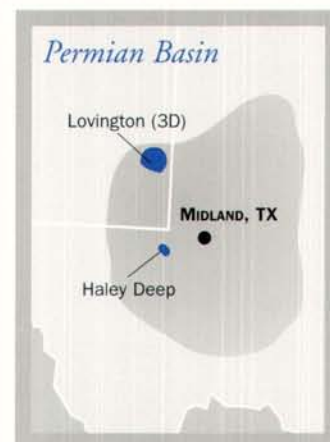 Permian Basin
Lovington (3D)
MIDLAND, TX
Haley Deep